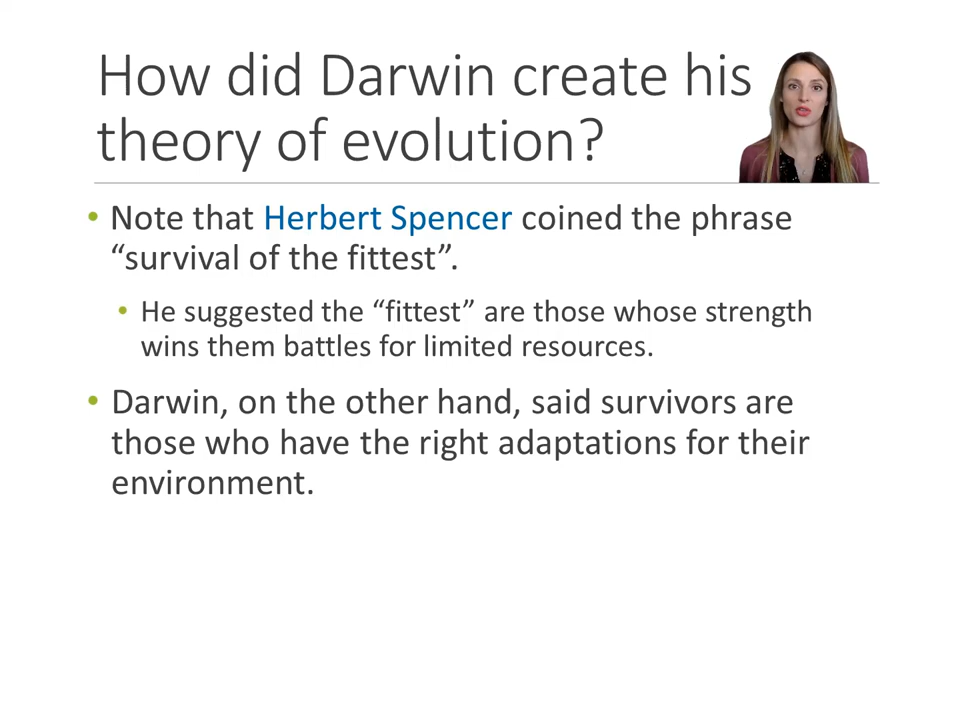 How did Darwin create his
theory of evolution?
• Note that Herbert Spencer coined the phrase
“survival of the fittest”.
• He suggested the “fittest” are those whose strength
wins them battles for limited resources.
• Darwin, on the other hand, said survivors are
those who have the right adaptations for their
environment.